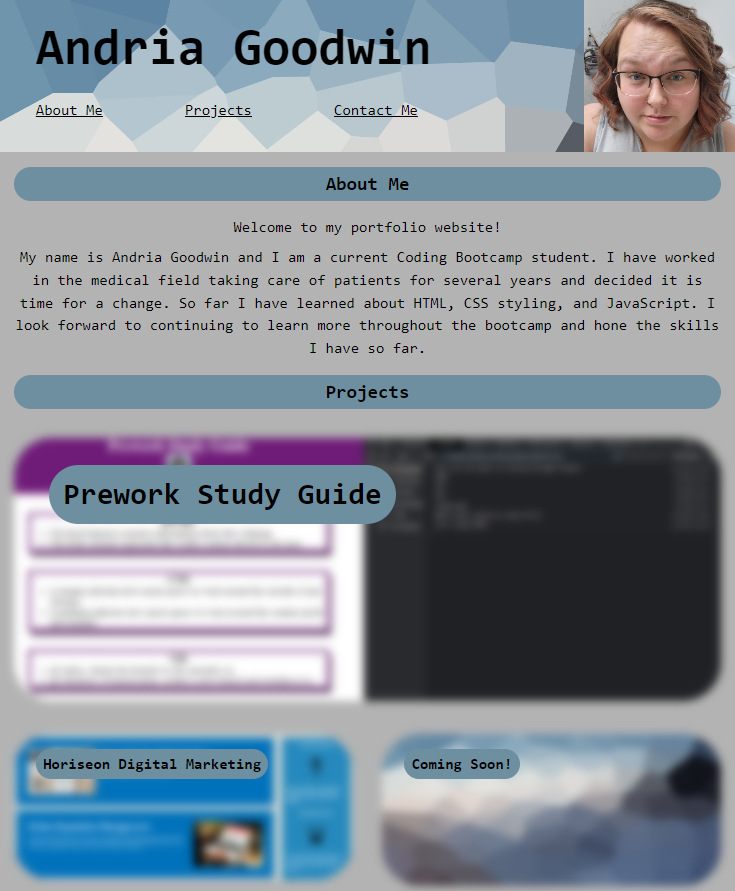 Andria Goodwin
About Me Projects Contact Me
About Me
Welcome to my portfolio website!
My name is Andria Goodwin and I am a current Coding Bootcamp student. I have worked
in the medical field taking care of patients for several years and decided it is
time for a change. So far I have learned about HTML, CSS styling, and JavaScript. I
look forward to continuing to learn more throughout the bootcamp and hone the skills
I have so far.
Projects
Prework Study Guide
Horiseon Digital Marketing
Coming Soon!